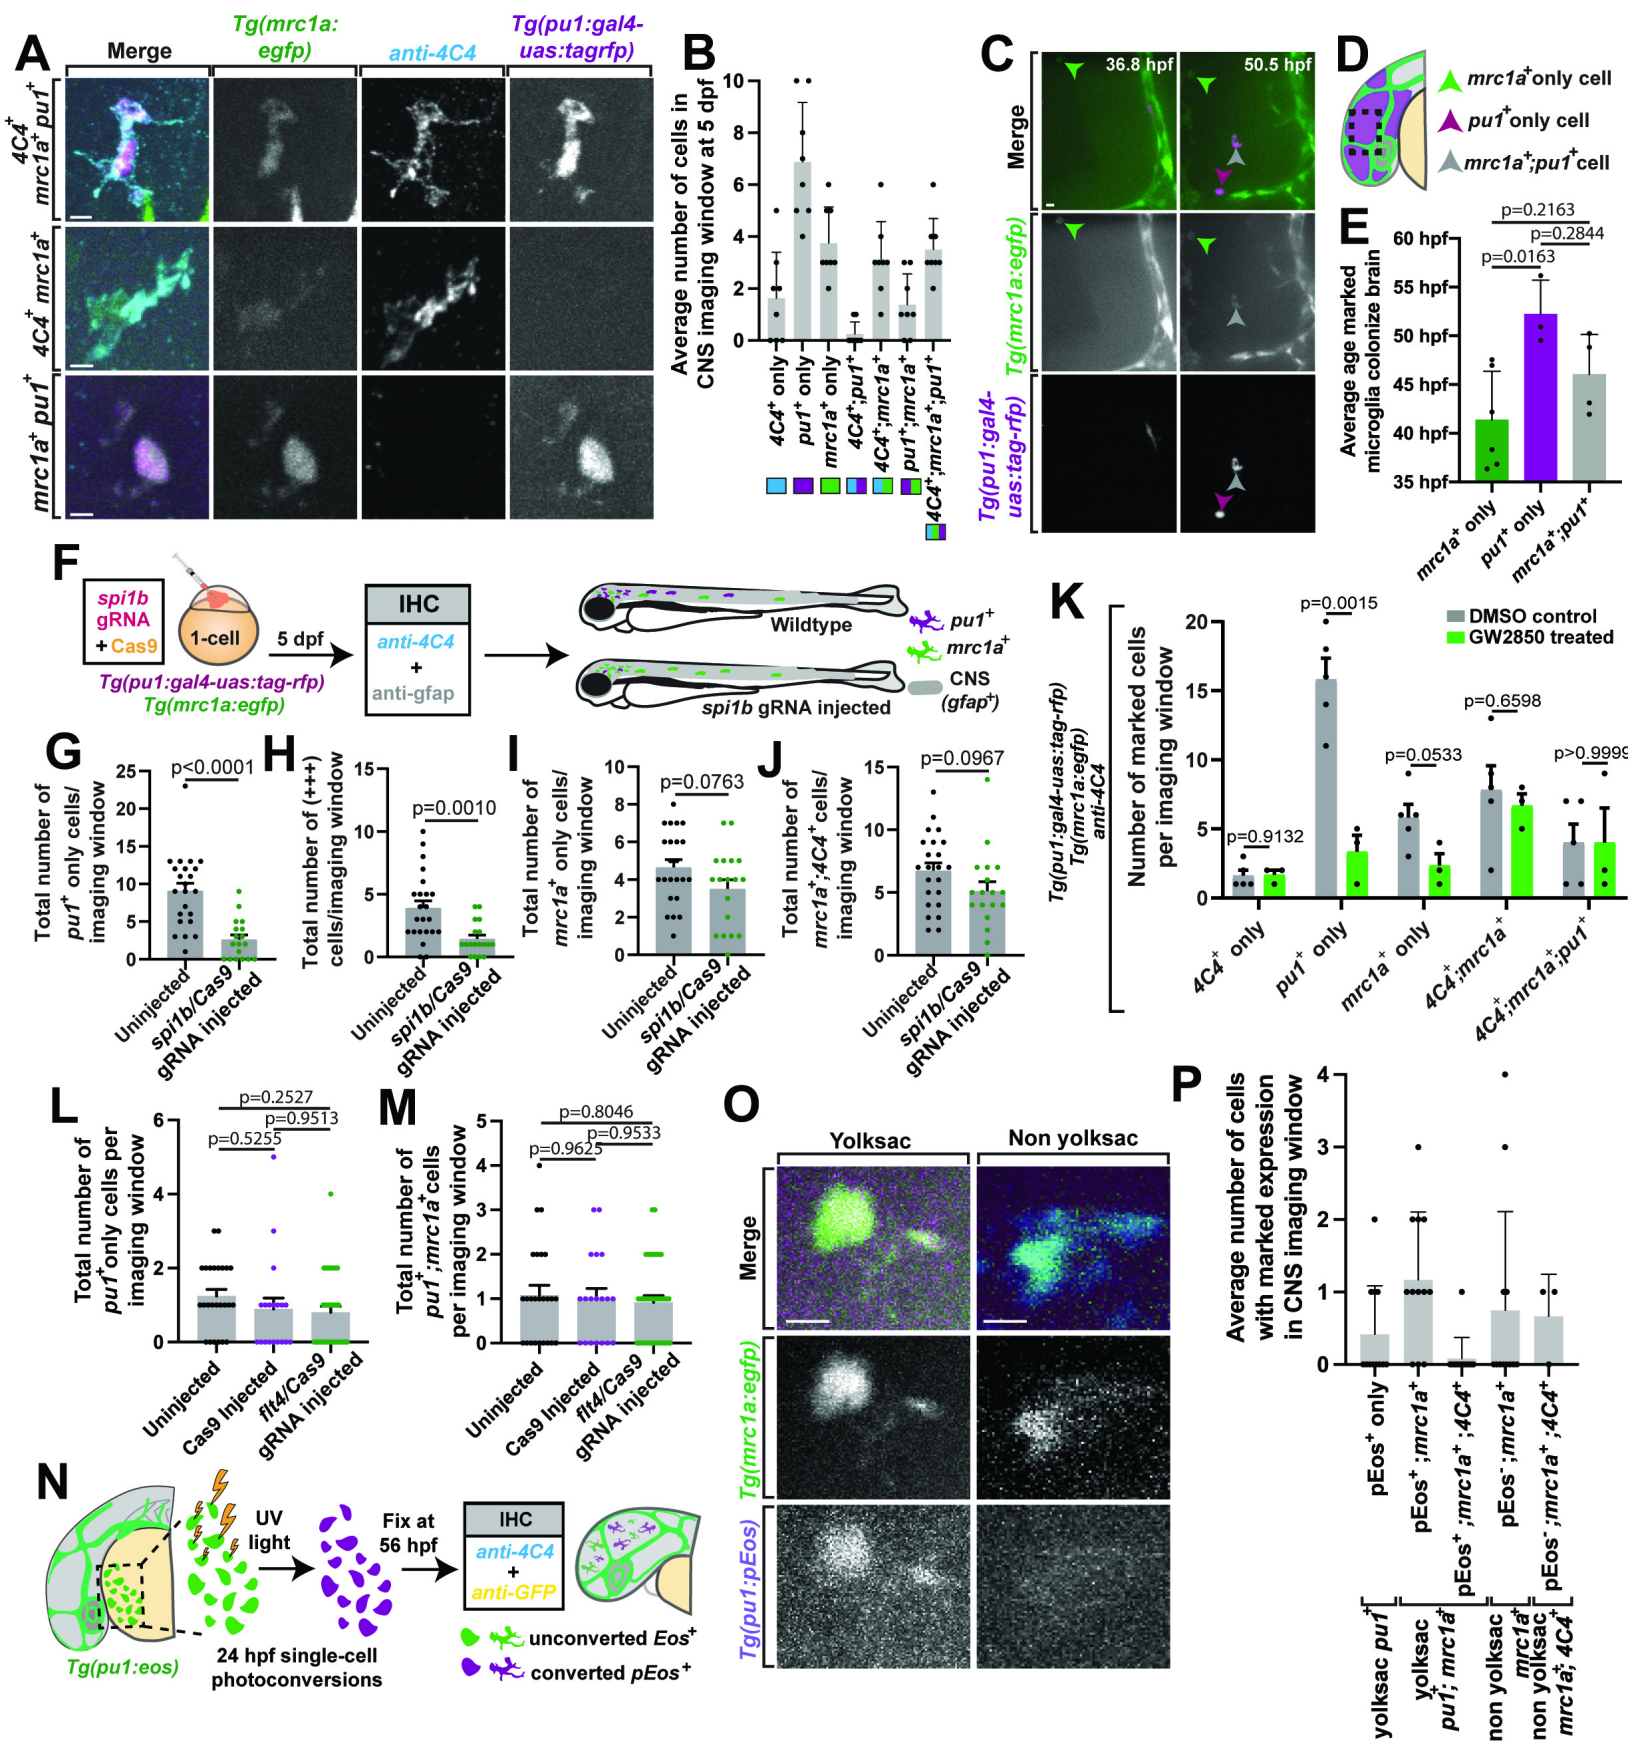 A
Merge
Tg(mrc1a:
egfp)
anti-4C4
Tg(pu1:gal4-
uas:tagrfp)
4C4+
mrc1a+ pu1+
4C4+ mrc1a+
mrc1a+ pu1+
B
Average number of cells in
CNS imaging window at 5 dpf
10
8
6
4
2
0
4C4+ only
pu1+ only
mrc1a+ only
4C4+;pu1+
4C4+;mrc1a+
pu1+;mrc1a+
4C4+;mrc1a+;pu1+
C
36.8 hpf
50.5 hpf
Merge
Tg(mrc1a:egfp)
Tg(pu1:gal4-
uas:tag-rfp)
D
mrc1a+ only cell
pu1+ only cell
mrc1a+;pu1+ cell
E
Average age marked
microglia colonize brain
p=0.2163
p=0.2844
p=0.0163
60 hpf
55 hpf
50 hpf
45 hpf
40 hpf
35 hpf
mrc1a+ only
pu1+ only
mrc1a+;pu1+
F
spi1b
gRNA
+ Cas9
1-cell
5 dpf
Tg(pu1:gal4-uas:tag-rfp)
Tg(mrc1a:egfp)
IHC
anti-4C4
+
anti-gfap
Wildtype
spi1b gRNA injected
pu1+
mrc1a+
CNS
(gfap+)
G
Total number of
pu1+ only cells/
imaging window
p<0.0001
25
20
15
10
5
0
Uninjected
spi1b/Cas9
gRNA injected
H
Total number (+++)
cells/imaging window
p=0.0010
15
10
5
0
Uninjected
spi1b/Cas9
gRNA injected
I
Total number of
mrc1a+ only cells/
imaging window
p=0.0763
10
8
6
4
2
0
Uninjected
spi1b/Cas9
gRNA injected
J
Total number of
mrc1a+;4C4+ cells/
imaging window
p=0.0967
15
10
5
0
Uninjected
spi1b/Cas9
gRNA injected
K
Tg(pu1:gal4-uas:tag-rfp)
Tg(mrc1a:egfp)
anti-4C4
Number of marked cells
per imaging window
DMSO control
GW2850 treated
20
15
10
5
0
p=0.9132
p=0.0015
p=0.0533
p=0.6598
p>0.9999
4C4+ only
pu1+ only
mrc1a+ only
4C4+;mrc1a+
4C4+;mrc1a+;pu1+
L
Total number of
pu1+ only cells per
imaging window
p=0.2527
p=0.9513
p=0.5255
6
4
2
0
Uninjected
Cas9 Injected
flt4/Cas9
gRNA injected
M
Total number of
pu1+;mrc1a+ cells
per imaging window
p=0.8046
p=0.9533
p=0.9625
5
4
3
2
1
0
Uninjected
Cas9 Injected
flt4/Cas9
gRNA injected
N
Tg(pu1:eos)
UV
light
24 hpf single-cell
photoconversions
Fix at
56 hpf
IHC
anti-4C4
+
anti-GFP
unconverted Eos+
converted pEos+
O
Yolksac
Non yolksac
Merge
Tg(mrc1a:egfp)
Tg(pu1:pEos)
P
Average number of cells
with marked expression
in CNS imaging window
4
3
2
1
0
pEos+ only
pEos+ ;mrc1a+
pEos+ ;mrc1a+ ;4C4+
pEos- ;mrc1a+
pEos- ;mrc1a+ ;4C4+
yolksac pu1+
yolksac
pu1+; mrc1a+
non yolksac
mrc1a+
non yolksac
mrc1a+; 4C4+